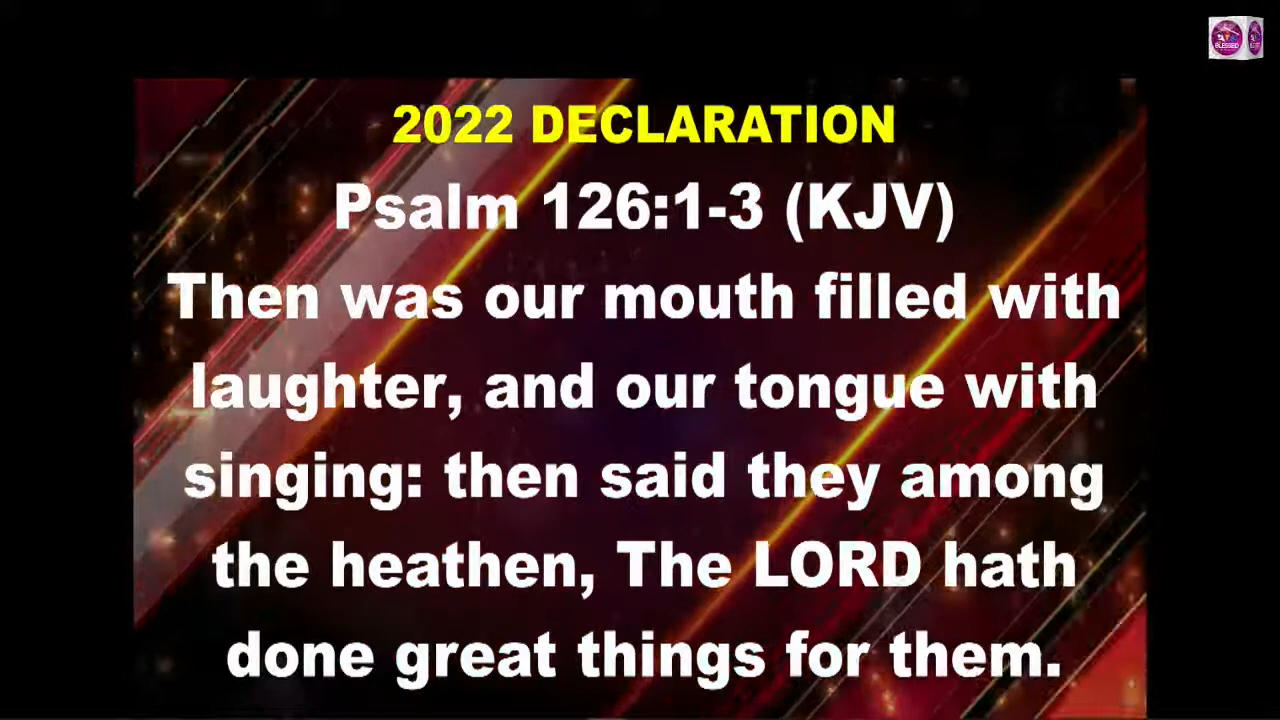 2022 DECLARATION
Psalm 126:1-3 (KJV)
Then was our mouth filled with
laughter, and our tongue with
singing: then said they among
the heathen, The LORD hath
done great things for them.
BLESSED